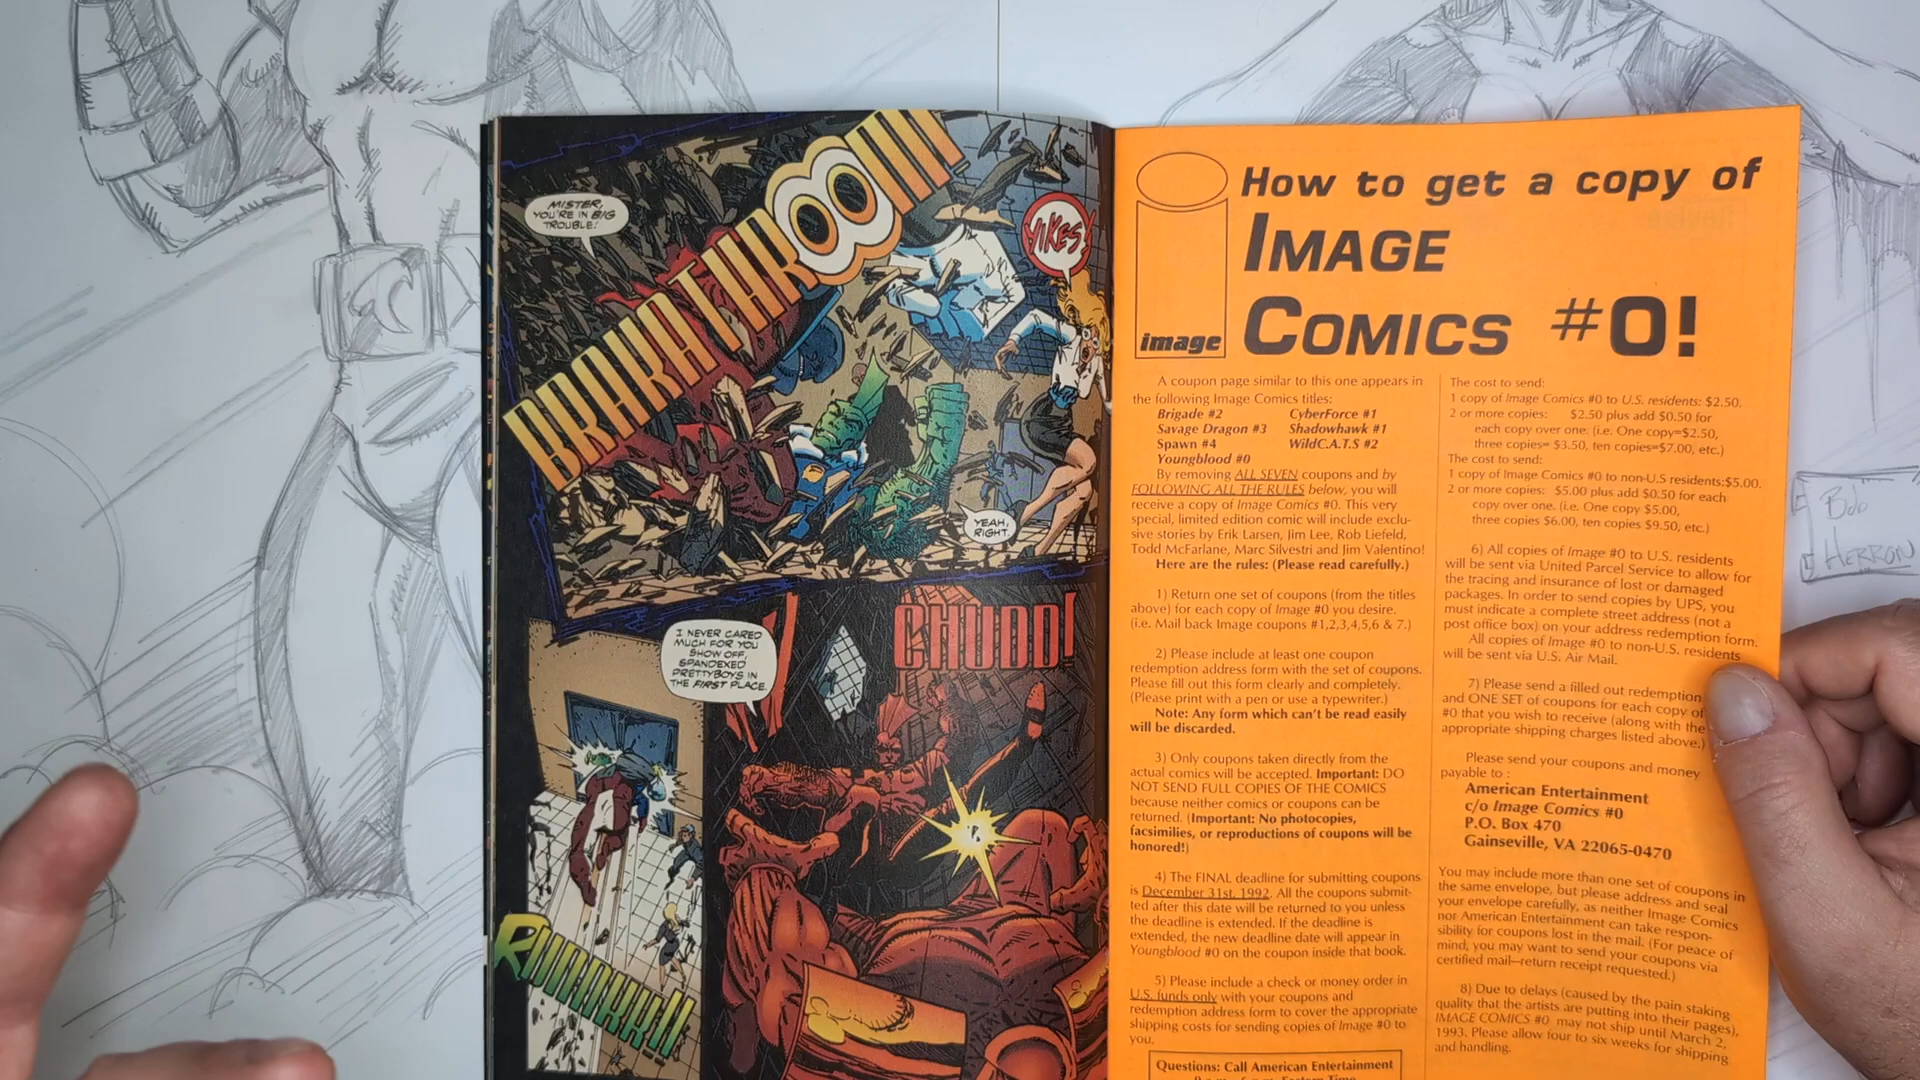 BRAKATHROOOM!!
MISTER,
YOU'RE IN BIG
TROUBLE!
YIKES!
YEAH,
RIGHT.
I NEVER CARED
MUCH FOR YOU
SHOW OFF,
SPANDEXED
PRETTYBOYS IN
THE FIRST PLACE.
CHUDD!
How to get a copy of
IMAGE
COMICS #0!
image
A coupon page similar to this one appears in
the following Image Comics titles:
Brigade #2 CyberForce #1
Savage Dragon #3 Shadowhawk #1
Spawn #4 WildC.A.T.S #2
Youngblood #0
By removing ALL SEVEN coupons and by
FOLLOWING ALL THE RULES below, you will
receive a copy of Image Comics #0. This very
special, limited edition comic will include exclu-
sive stories by Erik Larsen, Jim Lee, Rob Liefeld,
Todd McFarlane, Marc Silvestri and Jim Valentino!
Here are the rules: (Please read carefully.)
1) Return one set of coupons (from the titles
above) for each copy of Image #0 you desire.
(i.e. Mail back Image coupons #1,2,3,4,5,6 & 7.)
2) Please include at least one coupon
redemption address form with the set of coupons.
Please fill out this form clearly and completely.
(Please print with a pen or use a typewriter.)
Note: Any form which can't be read easily
will be discarded.
3) Only coupons taken directly from the
actual comics will be accepted. Important: DO
NOT SEND FULL COPIES OF THE COMICS
because neither comics or coupons can be
returned. (Important: No photocopies,
facsimilies, or reproductions of coupons will be
honored!)
4) The FINAL deadline for submitting coupons
is December 31st, 1992. All the coupons submit-
ted after this date will be returned to you unless
the deadline is extended. If the deadline is
extended, the new deadline date will appear in
Youngblood #0 on the coupon inside that book.
5) Please include a check or money order in
U.S. funds only with your coupons and
redemption address form to cover the appropriate
shipping costs for sending copies of Image #0 to
you.
Questions: Call American Entertainment
The cost to send:
1 copy of Image Comics #0 to U.S. residents: $2.50.
2 or more copies: $2.50 plus add $0.50 for
each copy over one. (i.e. One copy=$2.50,
three copies= $3.50, ten copies=$7.00, etc.)
The cost to send:
1 copy of Image Comics #0 to non-U.S residents:$5.00.
2 or more copies: $5.00 plus add $0.50 for each
copy over one. (i.e. One copy $5.00,
three copies $6.00, ten copies $9.50, etc.)
6) All copies of Image #0 to U.S. residents
will be sent via United Parcel Service to allow for
the tracing and insurance of lost or damaged
packages. In order to send copies by UPS, you
must indicate a complete street address (not a
post office box) on your address redemption form.
All copies of Image #0 to non-U.S. residents
will be sent via U.S. Air Mail.
7) Please send a filled out redemption
and ONE SET of coupons for each copy of
#0 that you wish to receive (along with the
appropriate shipping charges listed above.)
Please send your coupons and money
payable to :
American Entertainment
c/o Image Comics #0
P.O. Box 470
Gainseville, VA 22065-0470
You may include more than one set of coupons in
the same envelope, but please address and seal
your envelope carefully, as neither Image Comics
nor American Entertainment can take respon-
sibility for coupons lost in the mail. (For peace of
mind, you may want to send your coupons via
certified mail—return receipt requested.)
8) Due to delays (caused by the pain staking
quality that the artists are putting into their pages),
IMAGE COMICS #0 may not ship until March 2,
1993. Please allow four to six weeks for shipping
and handling.
Bob
HERRON